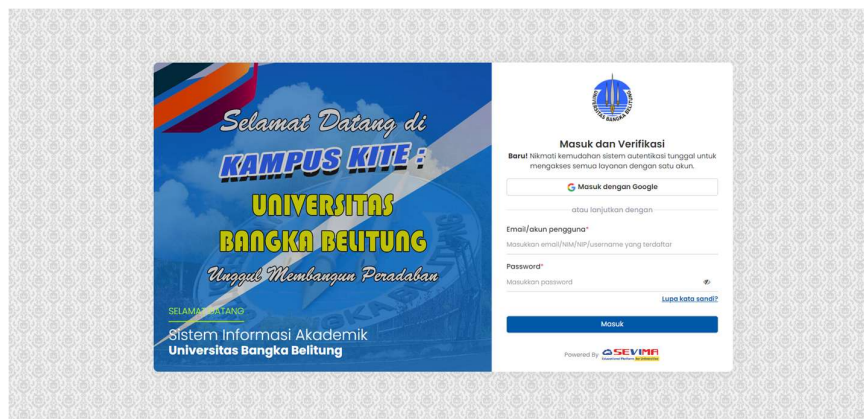 Selamat Datang di
KAMPUS KITE :
UNIVERSITAS
BANGKA BELITUNG
Unggul Membangun Peradaban
SELAMAT DATANG
Sistem Informasi Akademik
Universitas Bangka Belitung
UNIVERSITAS BANGKA BELITUNG
Masuk dan Verifikasi
Baru! Nikmati kemudahan sistem autentikasi tunggal untuk
mengakses semua layanan dengan satu akun.
Masuk dengan Google
atau lanjutkan dengan
Email/akun pengguna*
Masukkan email/NIM/NIP/username yang terdaftar
Password*
Masukkan password
Lupa kata sandi?
Masuk
Powered By SEVIMA